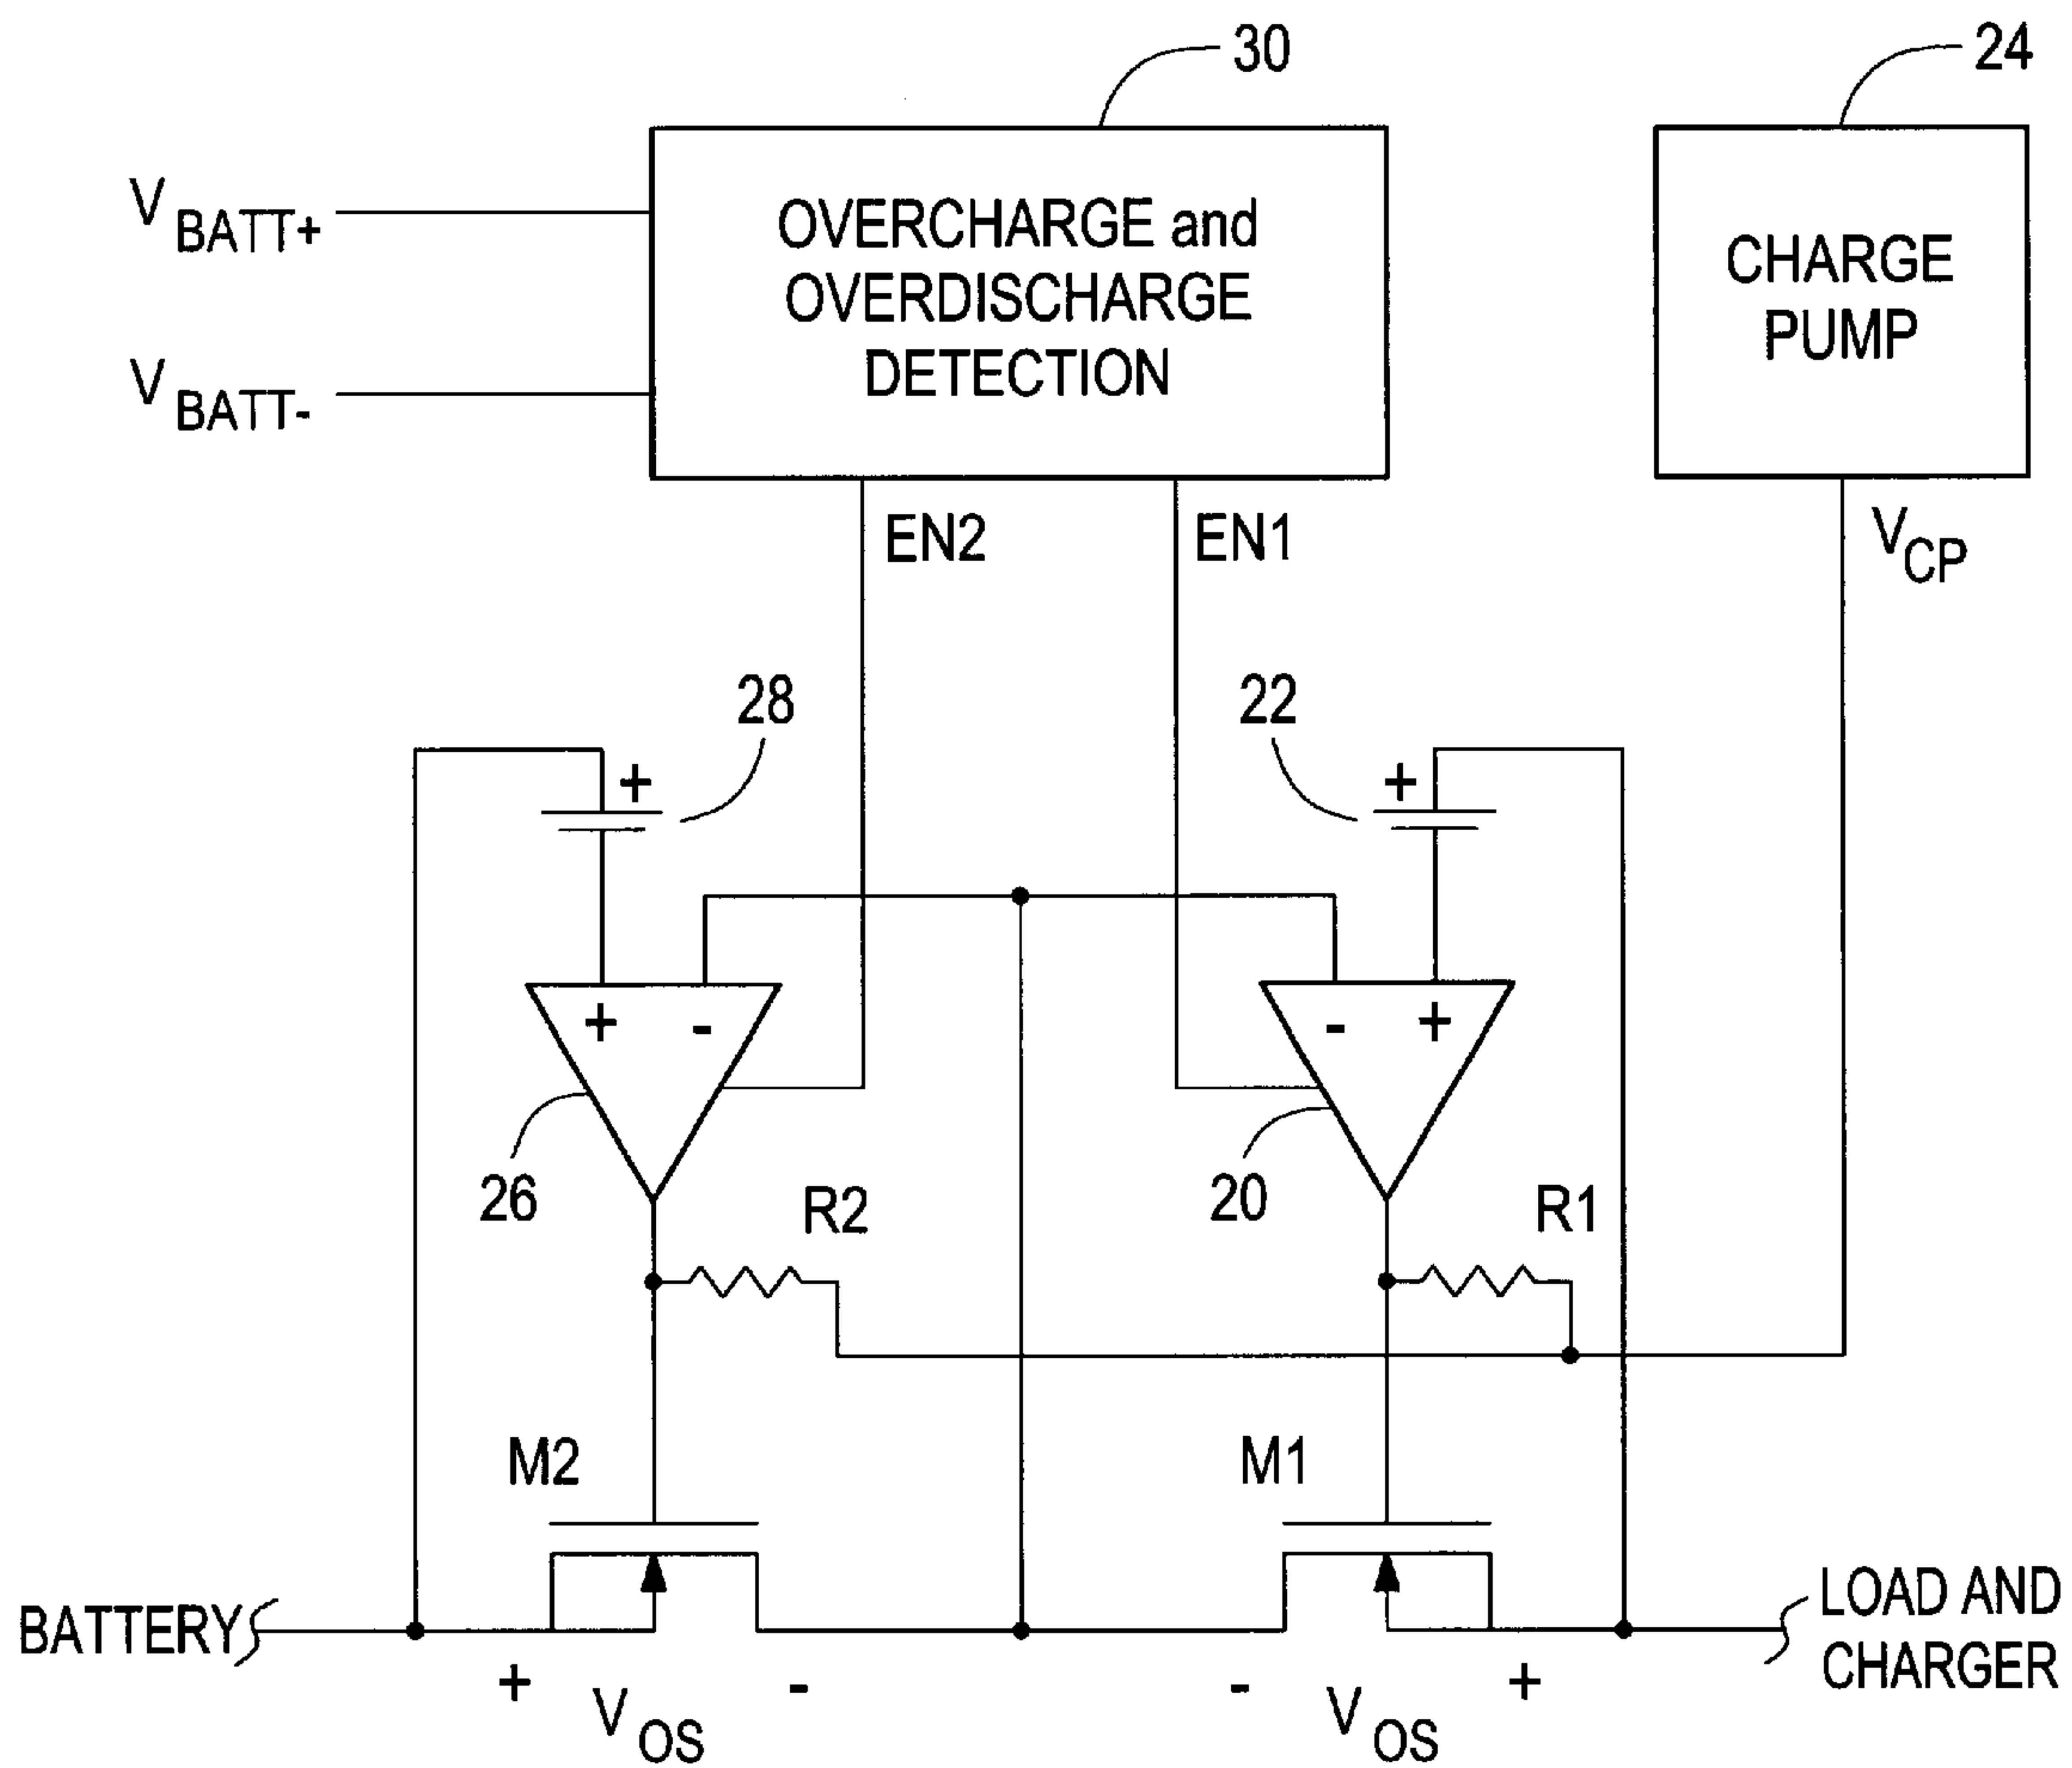 30
24
V BATT+
V BATT-
OVERCHARGE and
OVERDISCHARGE
DETECTION
CHARGE
PUMP
EN2
EN1
V CP
28
22
+
+
+
-
-
+
26
20
R2
R1
M2
M1
BATTERY
LOAD AND
CHARGER
+
V OS
-
-
V OS
+